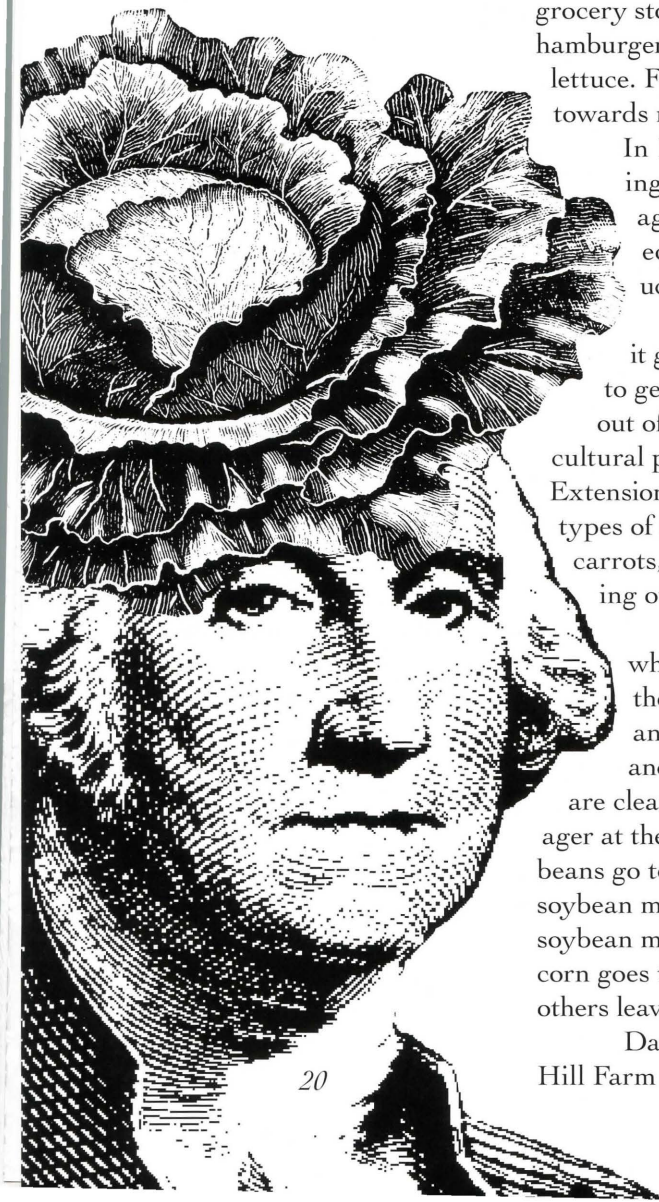 grocery sto
hamburger
lettuce. F
towards
In
ing
ag
ec
uc
it g
to ge
out of
cultural p
Extension
types of
carrots,
ing o
wh
the
an
and
are clea
ager at the
beans go to
soybean m
soybean m
corn goes
others leav
Da
20
Hill Farm